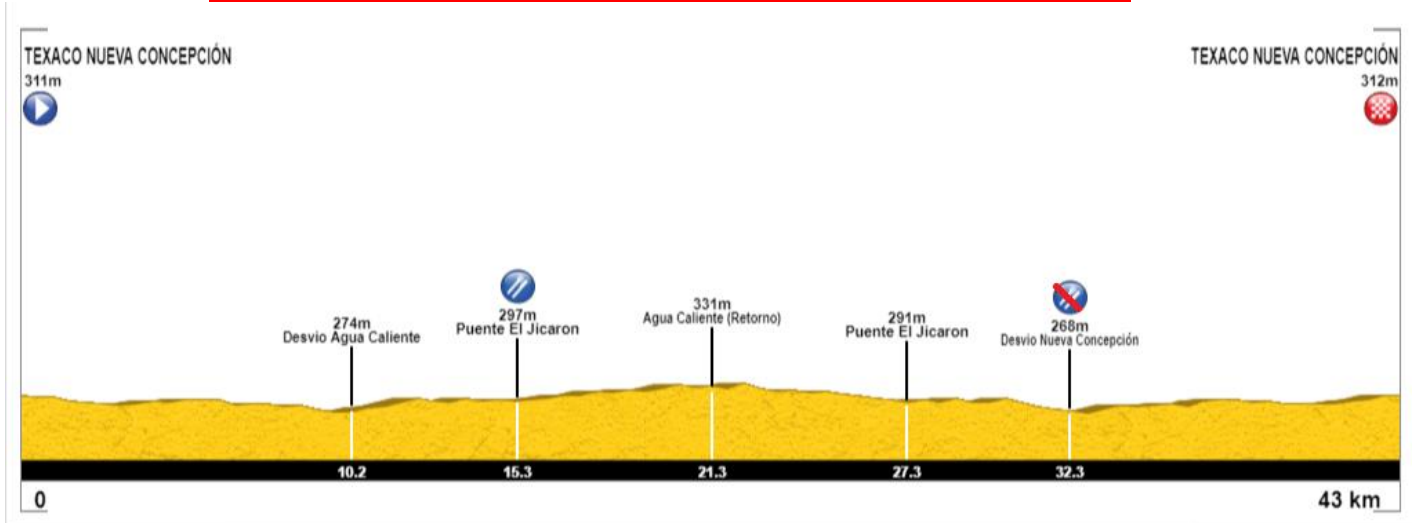 TEXACO NUEVA CONCEPCIÓN
311m
TEXACO NUEVA CONCEPCIÓN
312m
274m
Desvio Agua Caliente
297m
Puente El Jicaron
331m
Agua Caliente (Retorno)
291m
Puente El Jicaron
268m
Desvio Nueva Concepción
10.2
15.3
21.3
27.3
32.3
0
43 km